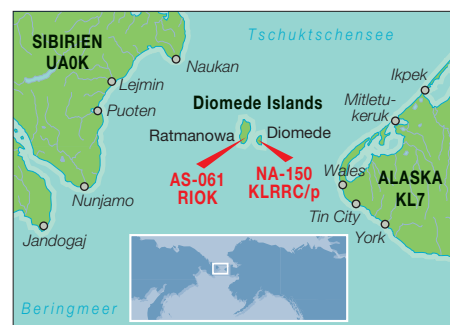 Tschuktschensee
SIBIRIEN
UA0K
Naukan
Ikpek
Lejmin
Diomede Islands
Mitletu-
keruk
Puoten
Ratmanowa
Diomede
AS-061
RI0K
NA-150
KLRRC/p
Wales
ALASKA
KL7
Nunjamo
Tin City
York
Jandogaj
Beringmeer